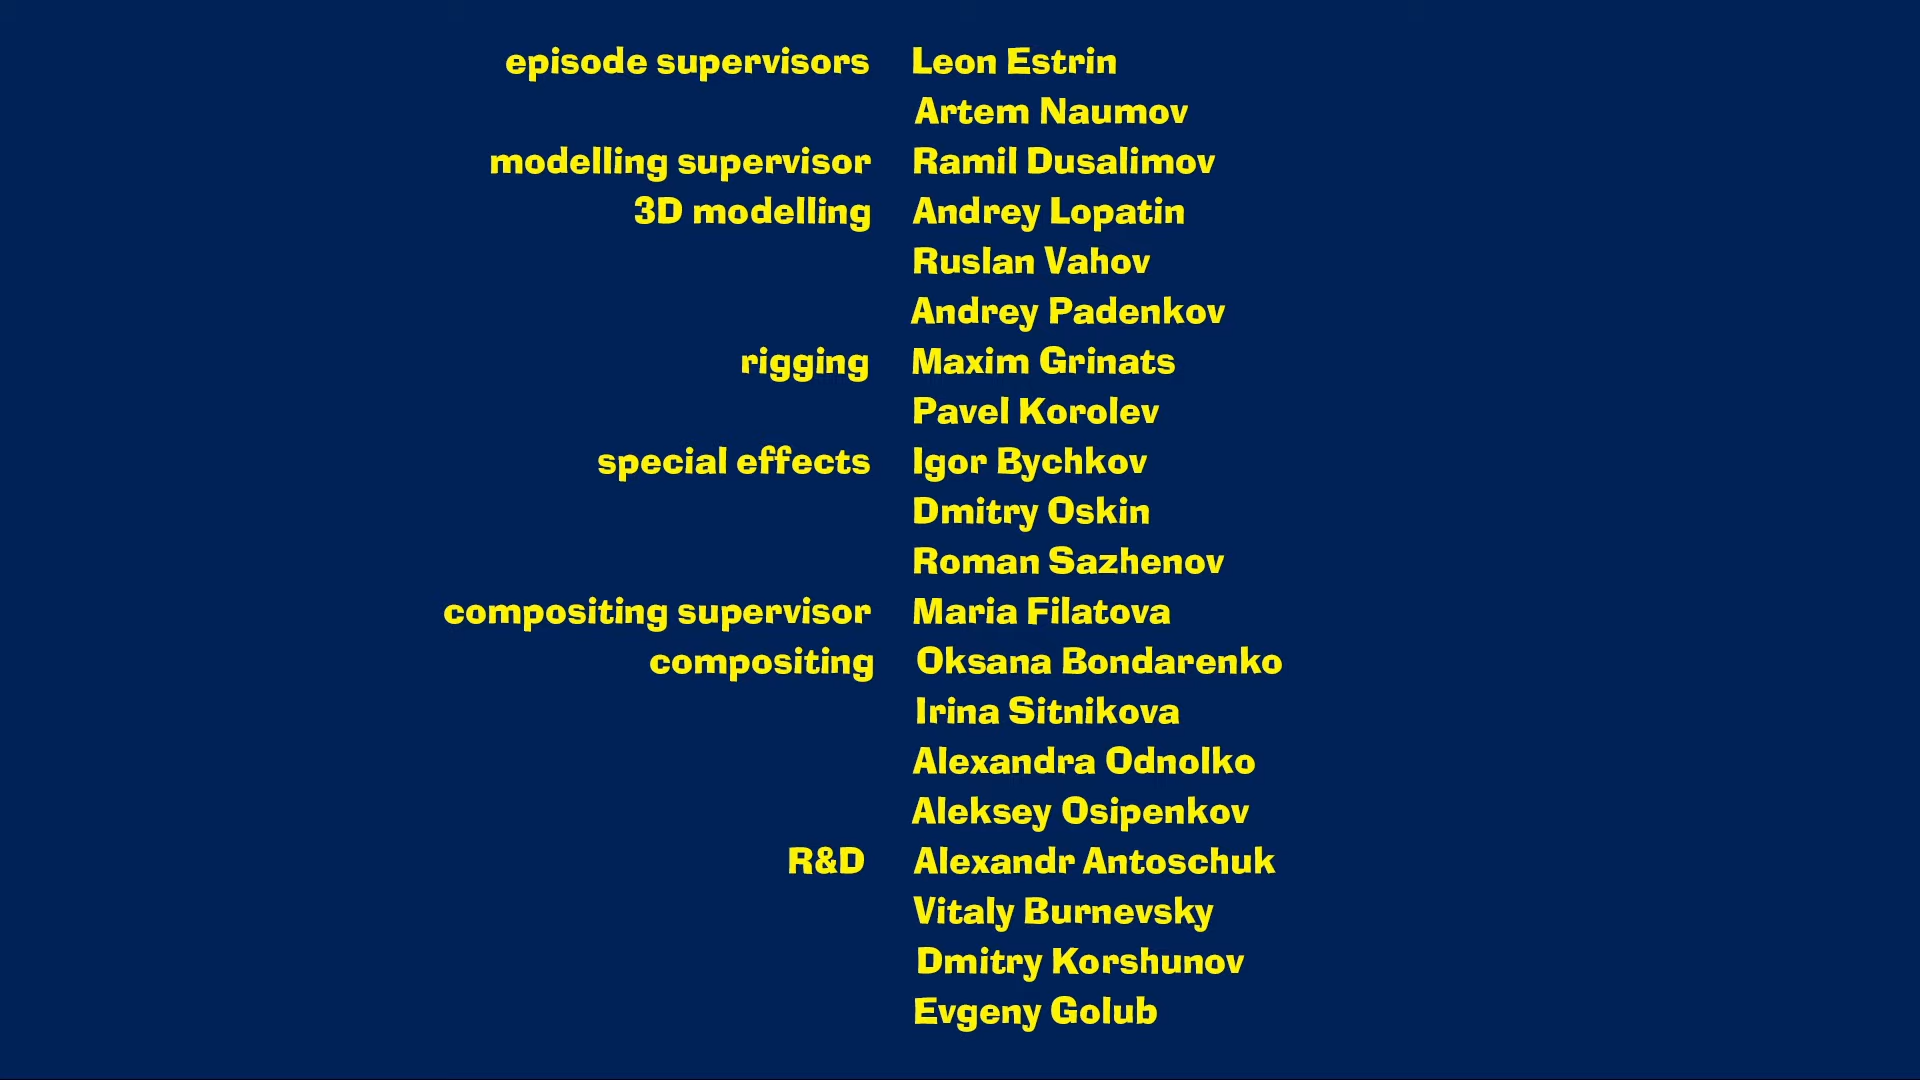 episode supervisors Leon Estrin
Artem Naumov
modelling supervisor Ramil Dusalimov
3D modelling Andrey Lopatin
Ruslan Vahov
Andrey Padenkov
rigging Maxim Grinats
Pavel Korolev
special effects Igor Bychkov
Dmitry Oskin
Roman Sazhenov
compositing supervisor Maria Filatova
compositing Oksana Bondarenko
Irina Sitnikova
Alexandra Odnolko
Aleksey Osipenkov
R&D Alexandr Antoschuk
Vitaly Burnevsky
Dmitry Korshunov
Evgeny Golub